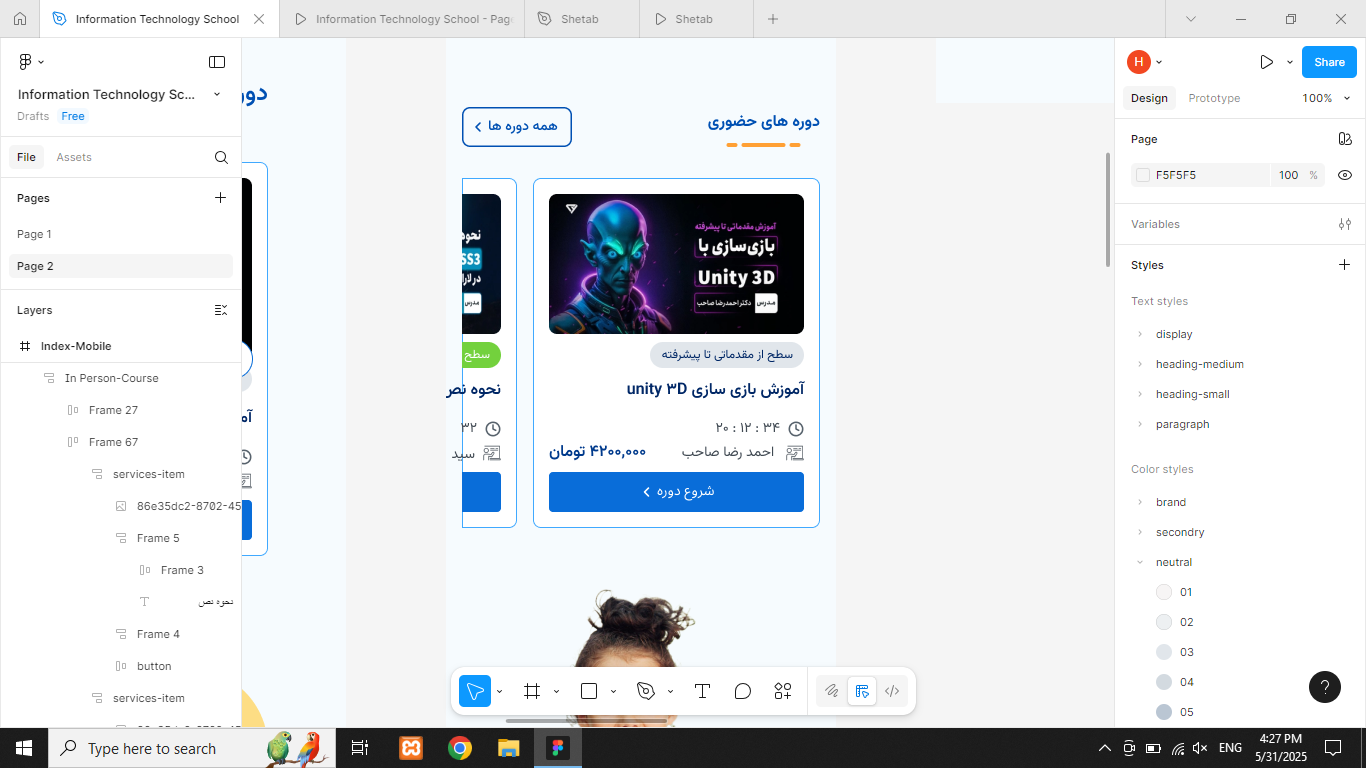 Information Technology School
Information Technology School - Pag
Shetab
Shetab
Information Technology Sc...
Drafts
Free
File
Assets
Pages
Page 1
Page 2
Layers
Index-Mobile
In Person-Course
Frame 27
Frame 67
services-item
86e35dc2-8702-45
Frame 5
Frame 3
نحوه نص
Frame 4
button
services-item
دور
آم
دوره های حضوری
همه دوره ها
آموزش مقدماتی تا پیشرفته
بازی‌سازی با
Unity 3D
مدرس
دکتر احمدرضا صاحب
سطح از مقدماتی تا پیشرفته
آموزش بازی سازی unity ۳D
۲۰ : ۱۲ : ۳۴
احمد رضا صاحب
۴۲۰۰,۰۰۰ تومان
شروع دوره
نحو
SS3
در لارا
مدرس
سطح
نحوه نص
۳۲
سید
H
Share
Design
Prototype
100%
Page
F5F5F5
100
%
Variables
Styles
Text styles
display
heading-medium
heading-small
paragraph
Color styles
brand
secondry
neutral
01
02
03
04
05
?
Type here to search
ENG
4:27 PM
5/31/2025